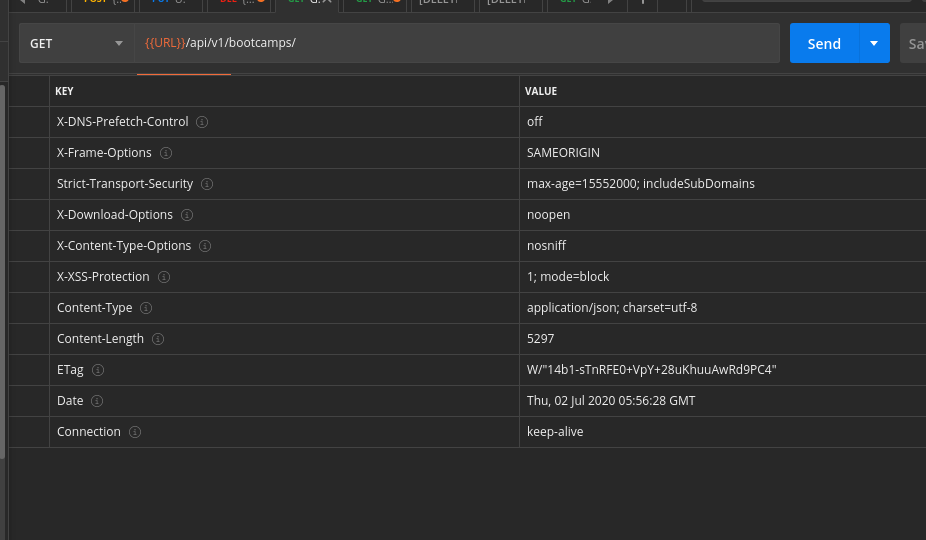 GET {{URL}}/api/v1/bootcamps/ Send
KEY VALUE
X-DNS-Prefetch-Control off
X-Frame-Options SAMEORIGIN
Strict-Transport-Security max-age=15552000; includeSubDomains
X-Download-Options noopen
X-Content-Type-Options nosniff
X-XSS-Protection 1; mode=block
Content-Type application/json; charset=utf-8
Content-Length 5297
ETag W/"14b1-sTnRFE0+VpY+28uKhuuAwRd9PC4"
Date Thu, 02 Jul 2020 05:56:28 GMT
Connection keep-alive